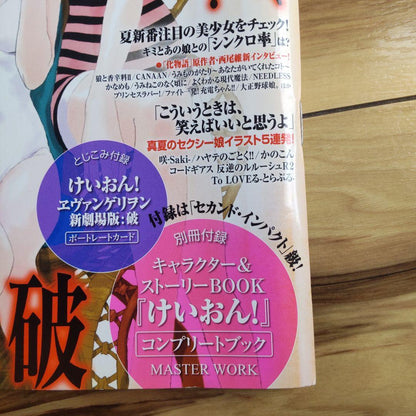 夏新番注目の美少女をチェック!
キミとあの娘との「シンクロ率」は?
●『化物語』原作者・西尾維新インタビュー!
狼と香辛料II／CANAAN／うみものがたり～あなたがいてくれたコト～
かなめも／うみねこのなく頃に／よくわかる現代魔法／NEEDLESS
プリンセスラバー!／ファイト一発!充電ちゃん!!／大正野球娘。ほか
「こういうときは、
笑えばいいと思うよ」
真夏のセクシー娘イラスト5連発!
咲-Saki-／ハヤテのごとく!!／かのこん
コードギアス 反逆のルルーシュR2
To LOVEる-とらぶる-
とじこみ付録
けいおん!
ヱヴァンゲリヲン
新劇場版:破
ポートレートカード
付録は「セカンド・インパクト」級!
別冊付録
キャラクター&
ストーリーBOOK
『けいおん!』
コンプリートブック
MASTER WORK
破